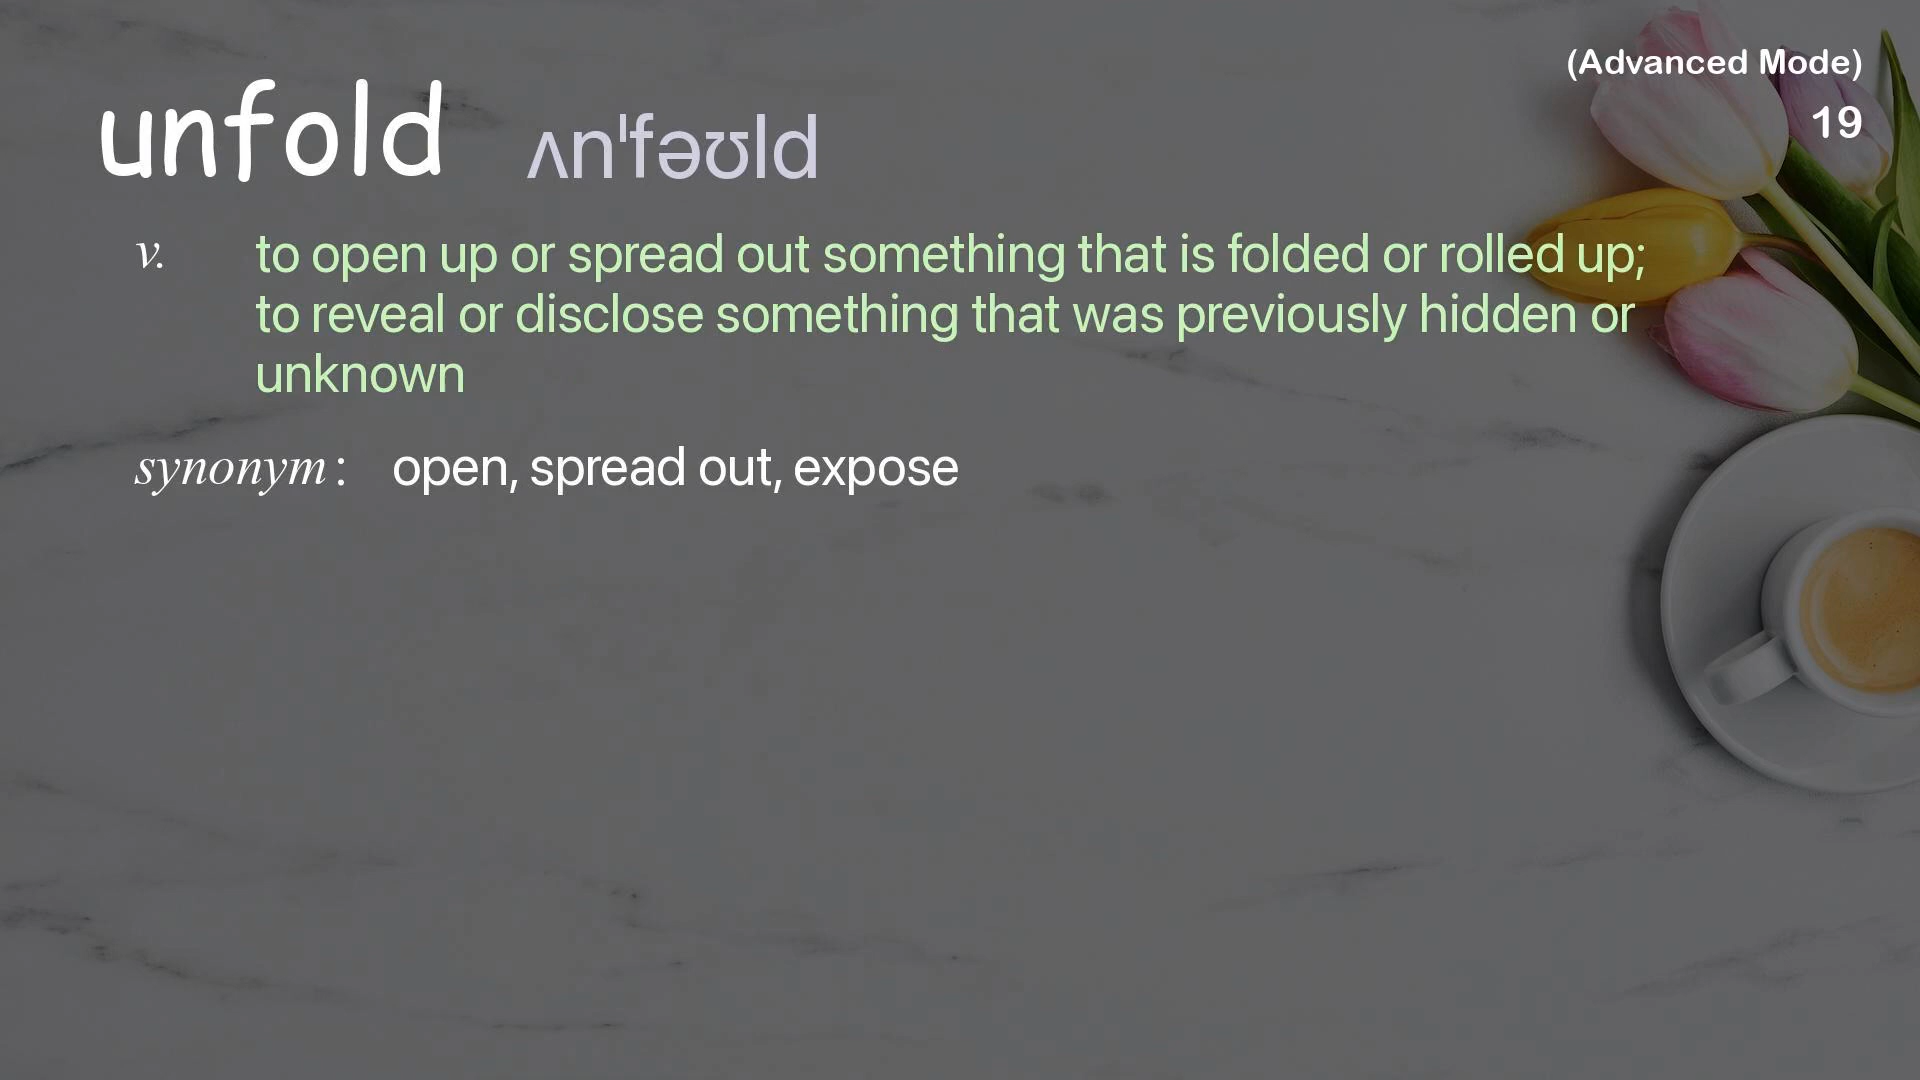 (Advanced Mode)
19
unfold ʌnˈfəʊld
v. to open up or spread out something that is folded or rolled up;
to reveal or disclose something that was previously hidden or
unknown
synonym: open, spread out, expose